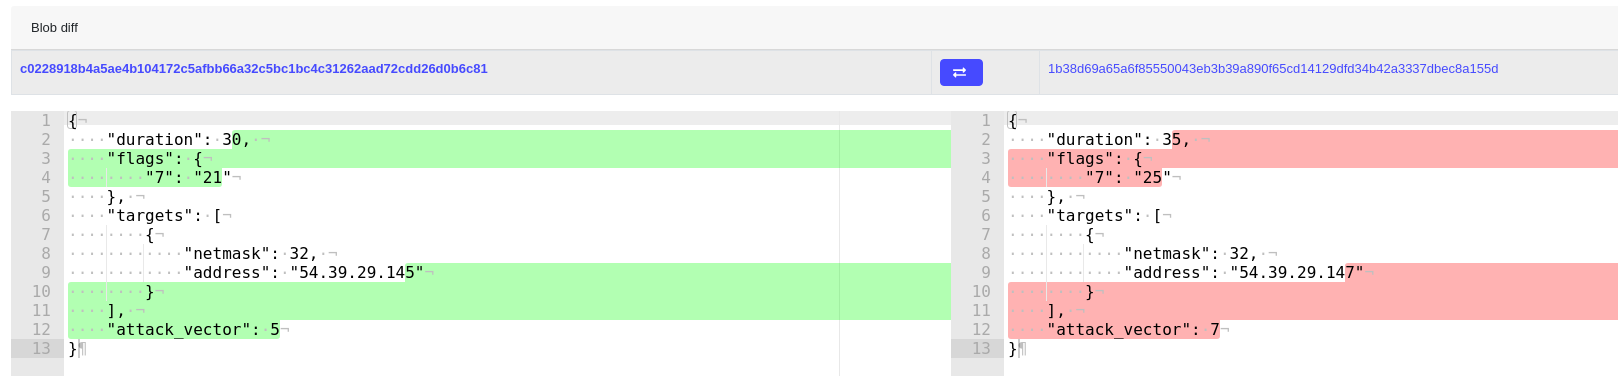 Blob diff
c0228918b4a5ae4b104172c5afbb66a32c5bc1bc4c31262aad72cdd26d0b6c81
1b38d69a65a6f85550043eb3b39a890f65cd14129dfd34b42a3337dbec8a155d
1 {
2     "duration": 30,
3     "flags": {
4         "7": "21"
5     },
6     "targets": [
7         {
8             "netmask": 32,
9             "address": "54.39.29.145"
10         }
11     ],
12     "attack_vector": 5
13 }
1 {
2     "duration": 35,
3     "flags": {
4         "7": "25"
5     },
6     "targets": [
7         {
8             "netmask": 32,
9             "address": "54.39.29.147"
10         }
11     ],
12     "attack_vector": 7
13 }